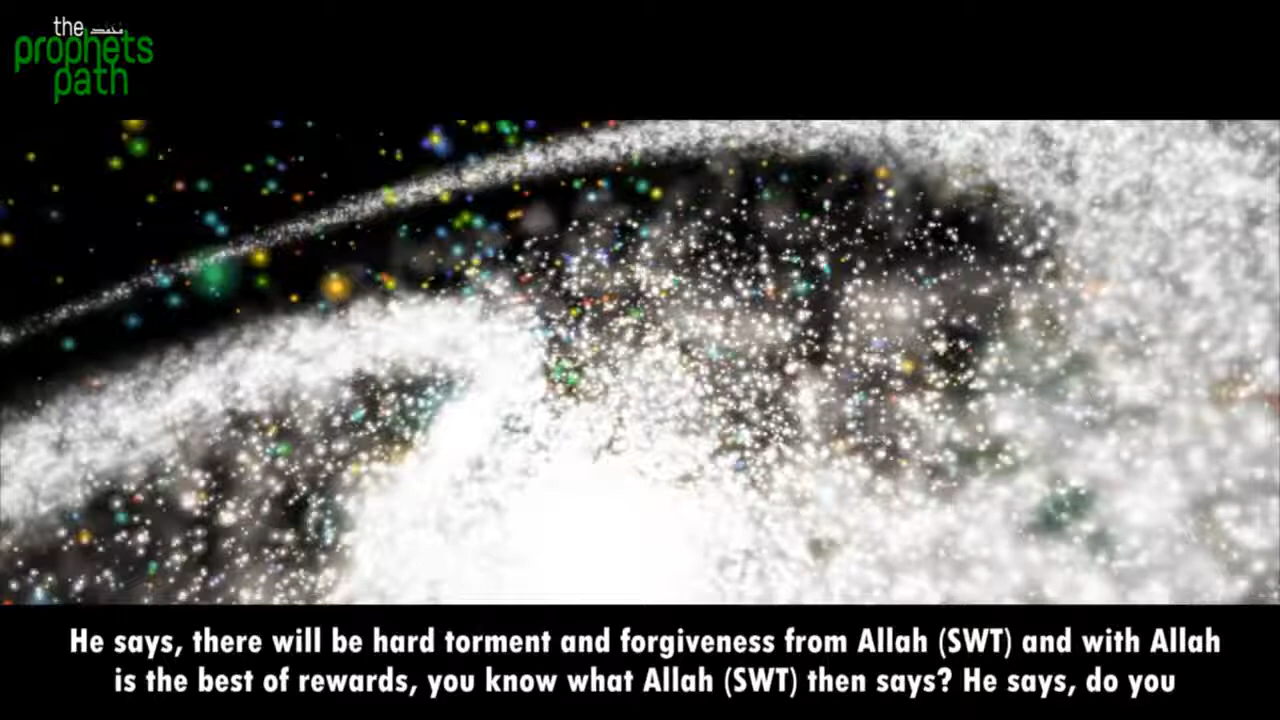 the محمد
prophets
path
He says, there will be hard torment and forgiveness from Allah (SWT) and with Allah
is the best of rewards, you know what Allah (SWT) then says? He says, do you